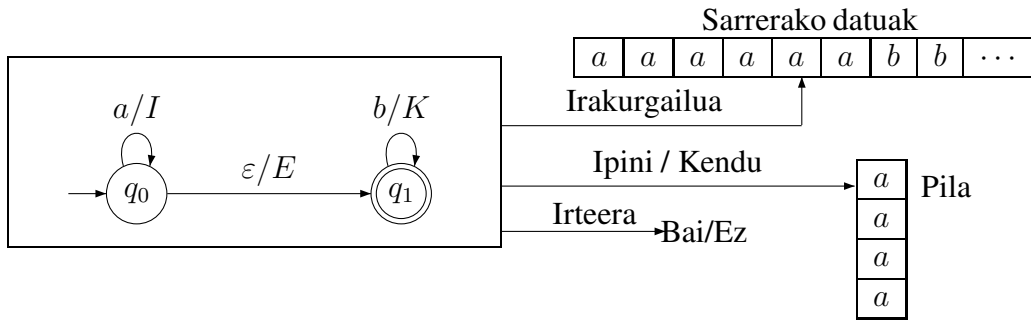 Sarrerako datuak
a a a a a a b b ⋯
Irakurgailua
a/I b/K
ε/E
q₀ q₁
Ipini / Kendu
a Pila
a
a
a
Irteera
Bai/Ez